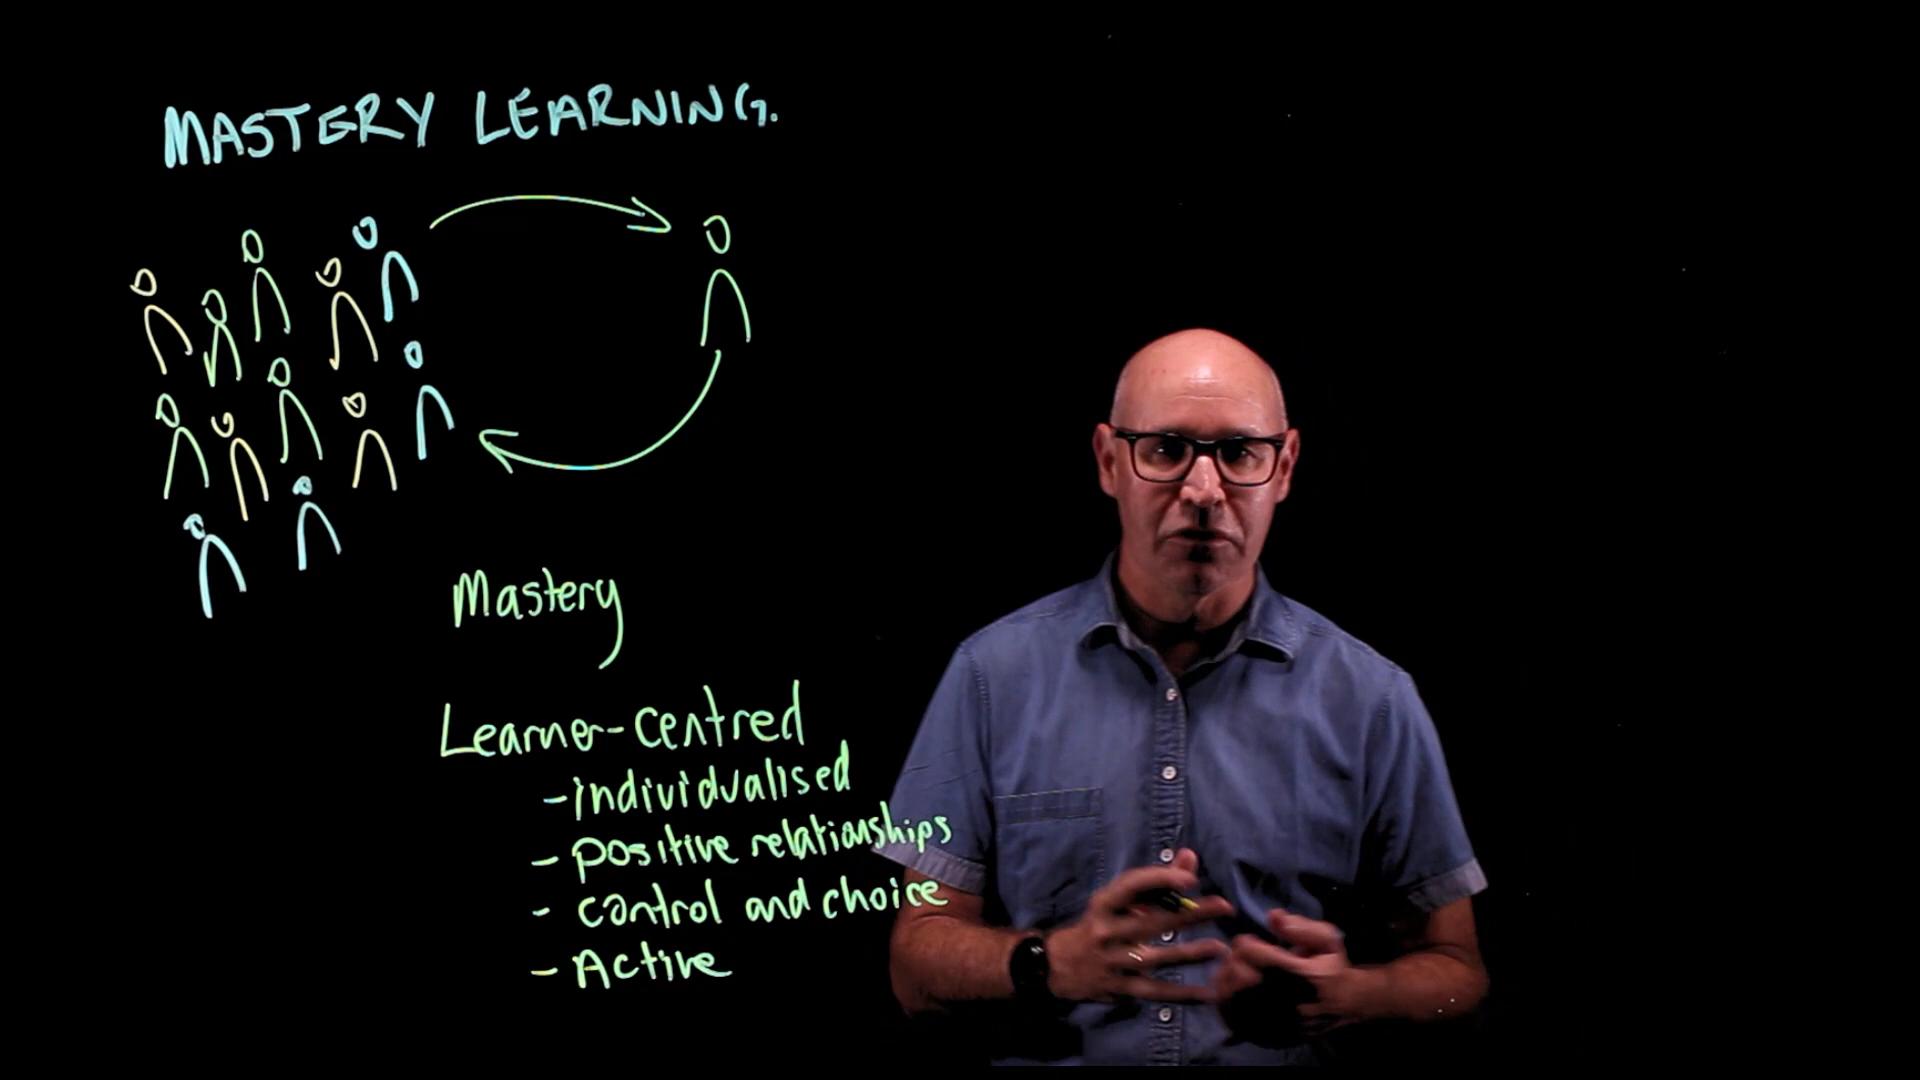 MASTERY LEARNING.
Mastery
Learner-centred
- individualised
- positive relationships
- control and choice
- Active